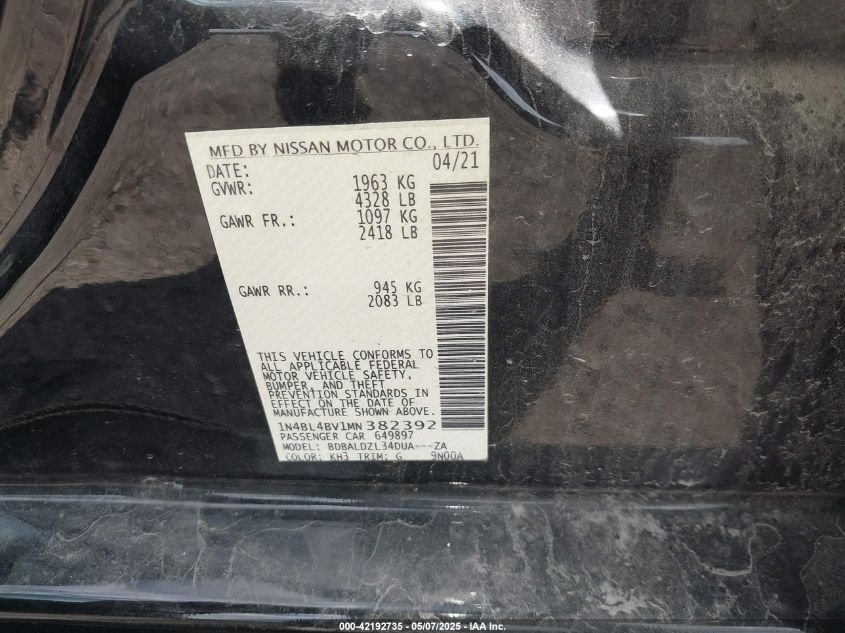 MFD BY NISSAN MOTOR CO., LTD.
DATE: 04/21
GVWR: 1963 KG
4328 LB
GAWR FR.: 1097 KG
2418 LB
GAWR RR.: 945 KG
2083 LB
THIS VEHICLE CONFORMS TO
ALL APPLICABLE FEDERAL
MOTOR VEHICLE SAFETY,
BUMPER, AND THEFT
PREVENTION STANDARDS IN
EFFECT ON THE DATE OF
MANUFACTURE SHOWN ABOVE.
1N4BL4BV1MN382392
PASSENGER CAR 649897
MODEL: BDBALDZL34DUA---ZA
COLOR: KH3 TRIM: G 9N00A
000-42192735 - 05/07/2025 - IAA Inc.